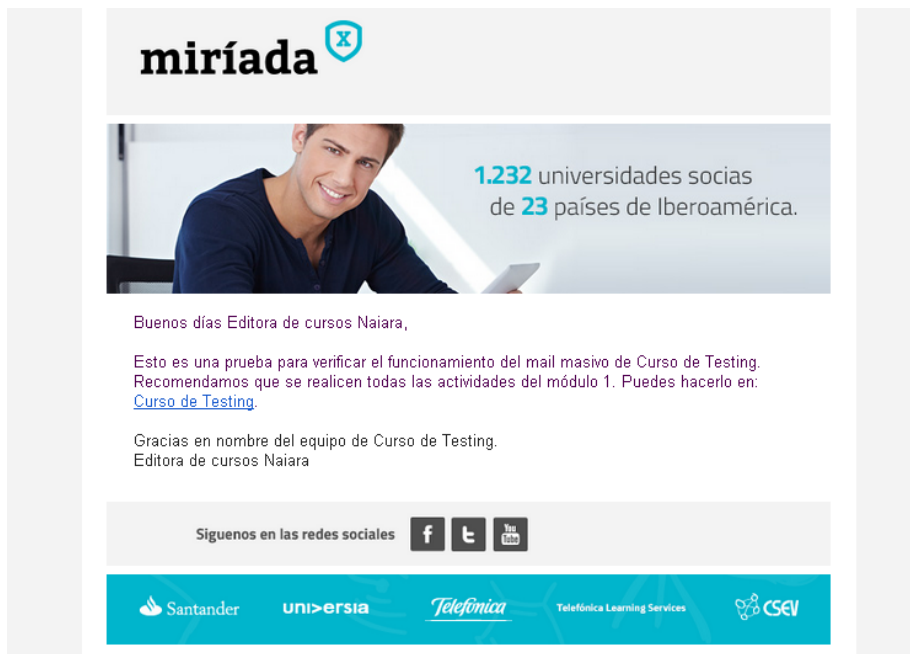 miríada X
1.232 universidades socias
de 23 países de Iberoamérica.
Buenos días Editora de cursos Naiara,
Esto es una prueba para verificar el funcionamiento del mail masivo de Curso de Testing.
Recomendamos que se realicen todas las actividades del módulo 1. Puedes hacerlo en:
Curso de Testing.
Gracias en nombre del equipo de Curso de Testing.
Editora de cursos Naiara
Síguenos en las redes sociales f t You Tube
Santander uni>ersia Telefónica Telefónica Learning Services CSEV